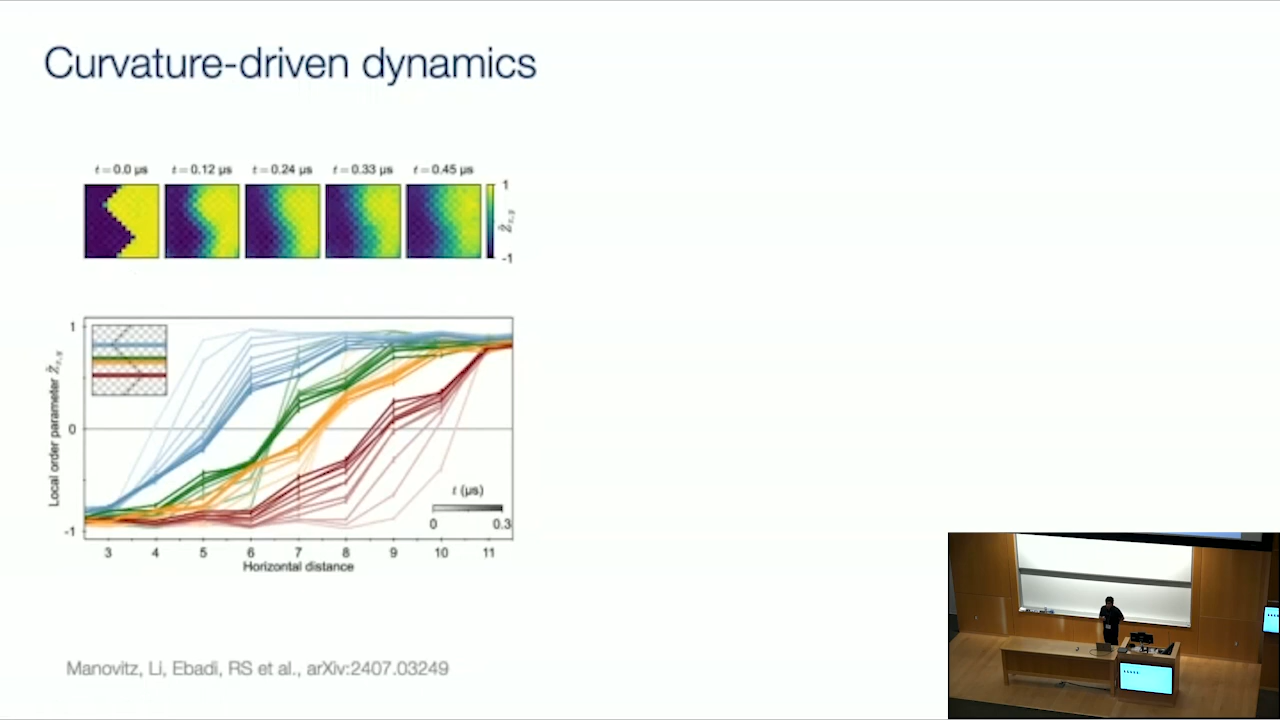 Curvature-driven dynamics
t = 0.0 μs t = 0.12 μs t = 0.24 μs t = 0.33 μs t = 0.45 μs
1
-1
1
0
-1
Local order parameter
t (μs)
0 0.3
3 4 5 6 7 8 9 10 11
Horizontal distance
Manovitz, Li, Ebadi, RS et al., arXiv:2407.03249